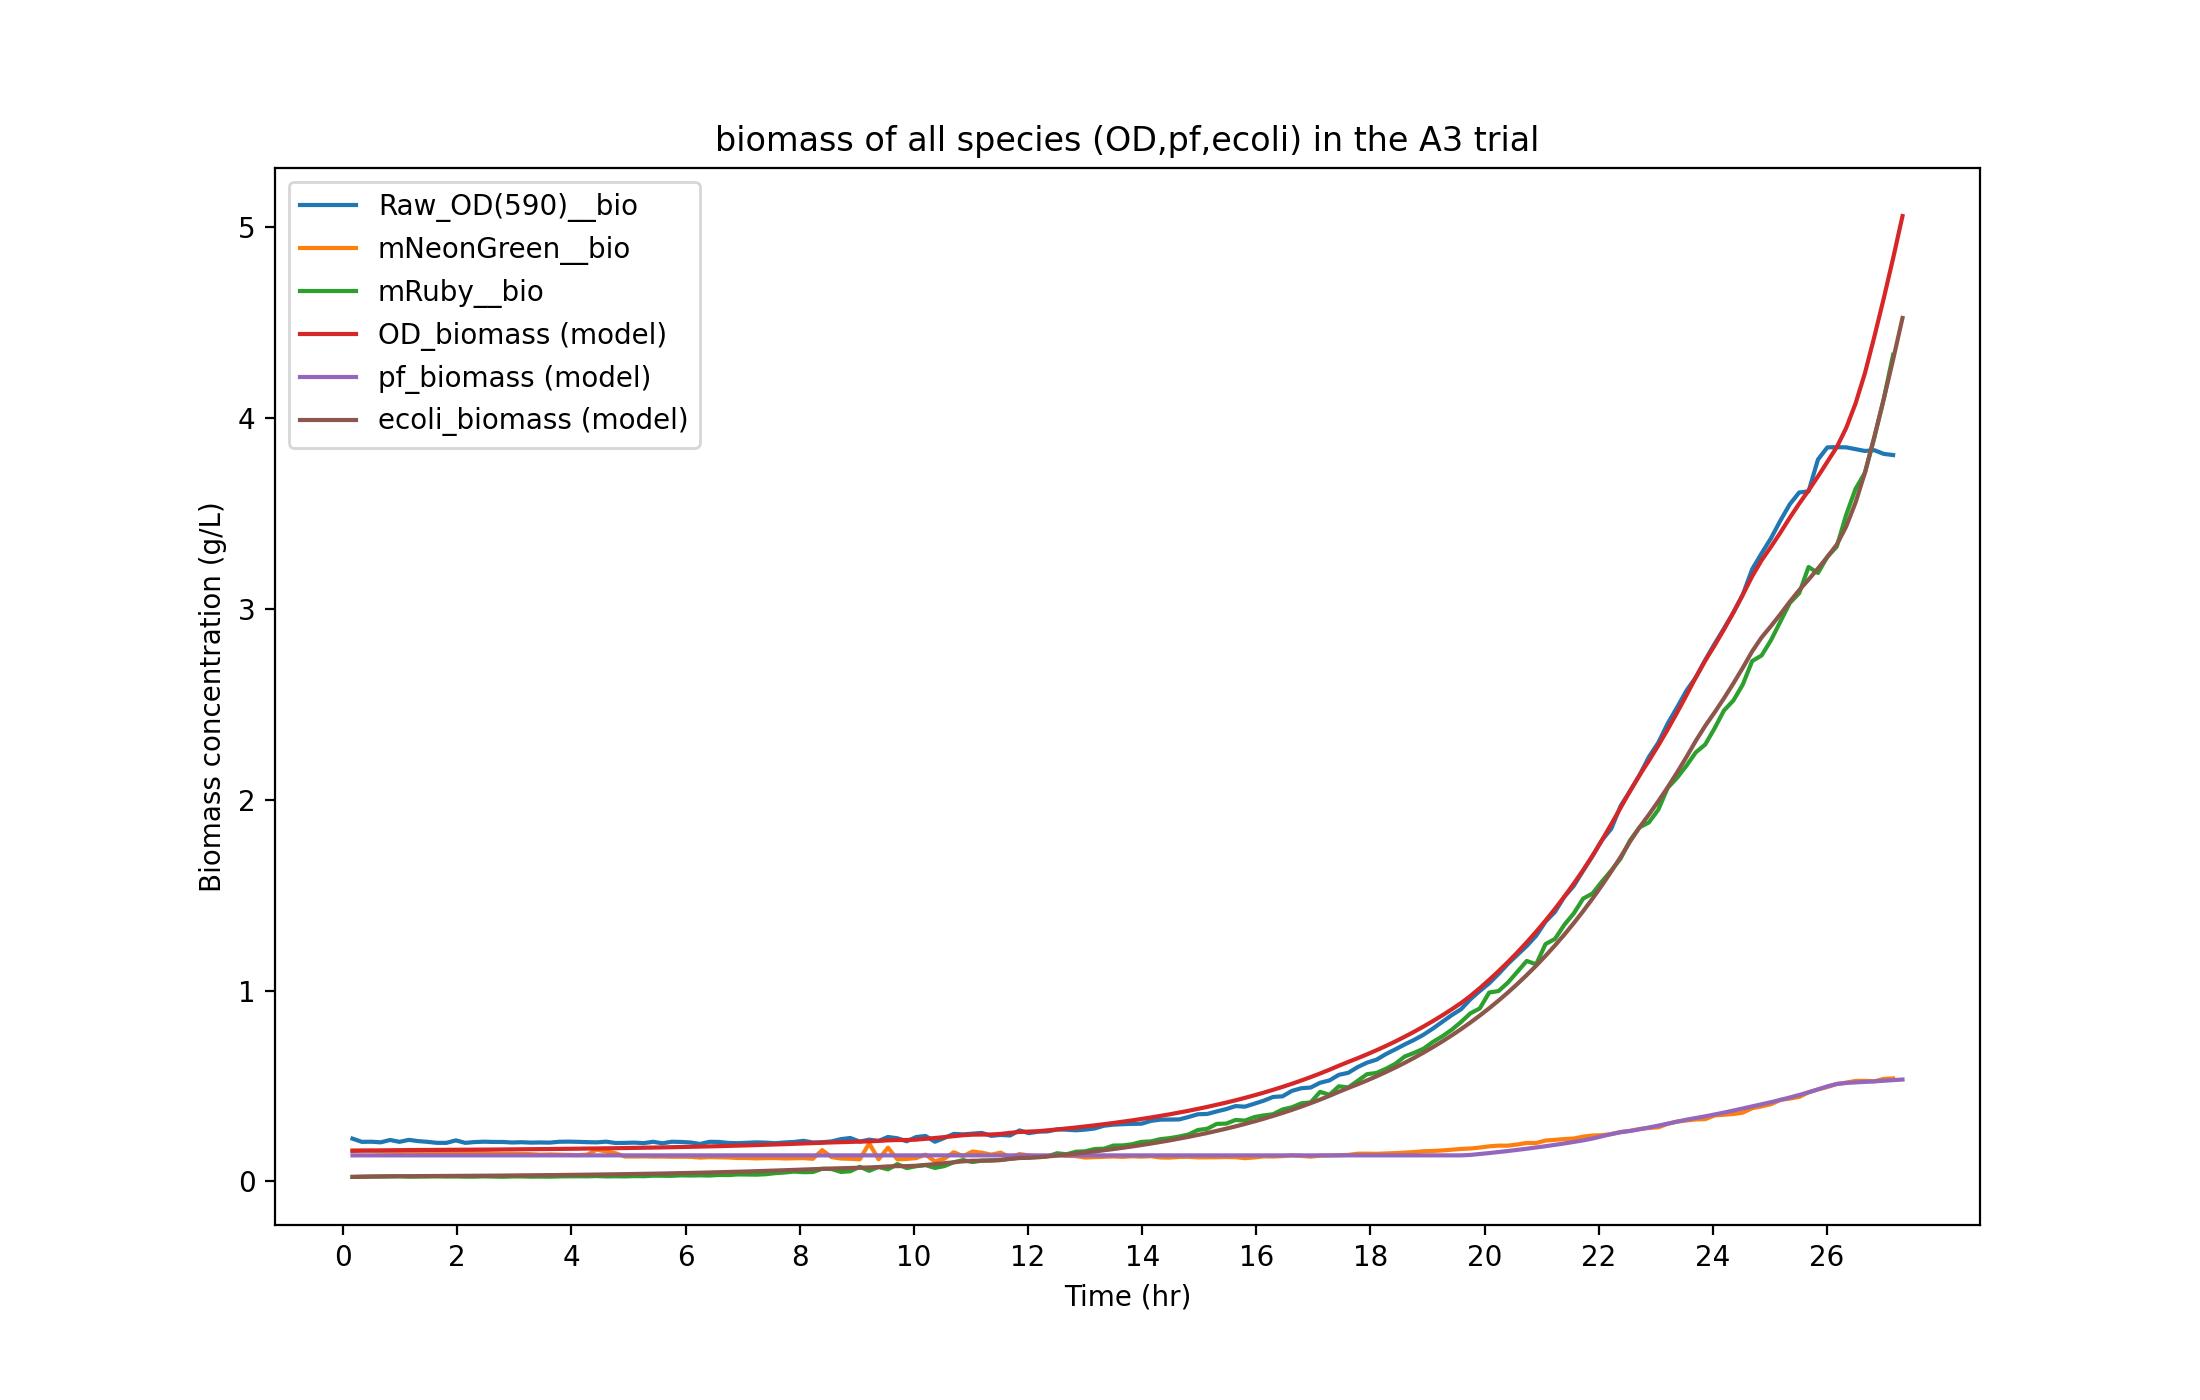 biomass of all species (OD,pf,ecoli) in the A3 trial
Raw_OD(590)__bio
mNeonGreen__bio
mRuby__bio
OD_biomass (model)
pf_biomass (model)
ecoli_biomass (model)
Biomass concentration (g/L)
5
4
3
2
1
0
0 2 4 6 8 10 12 14 16 18 20 22 24 26
Time (hr)